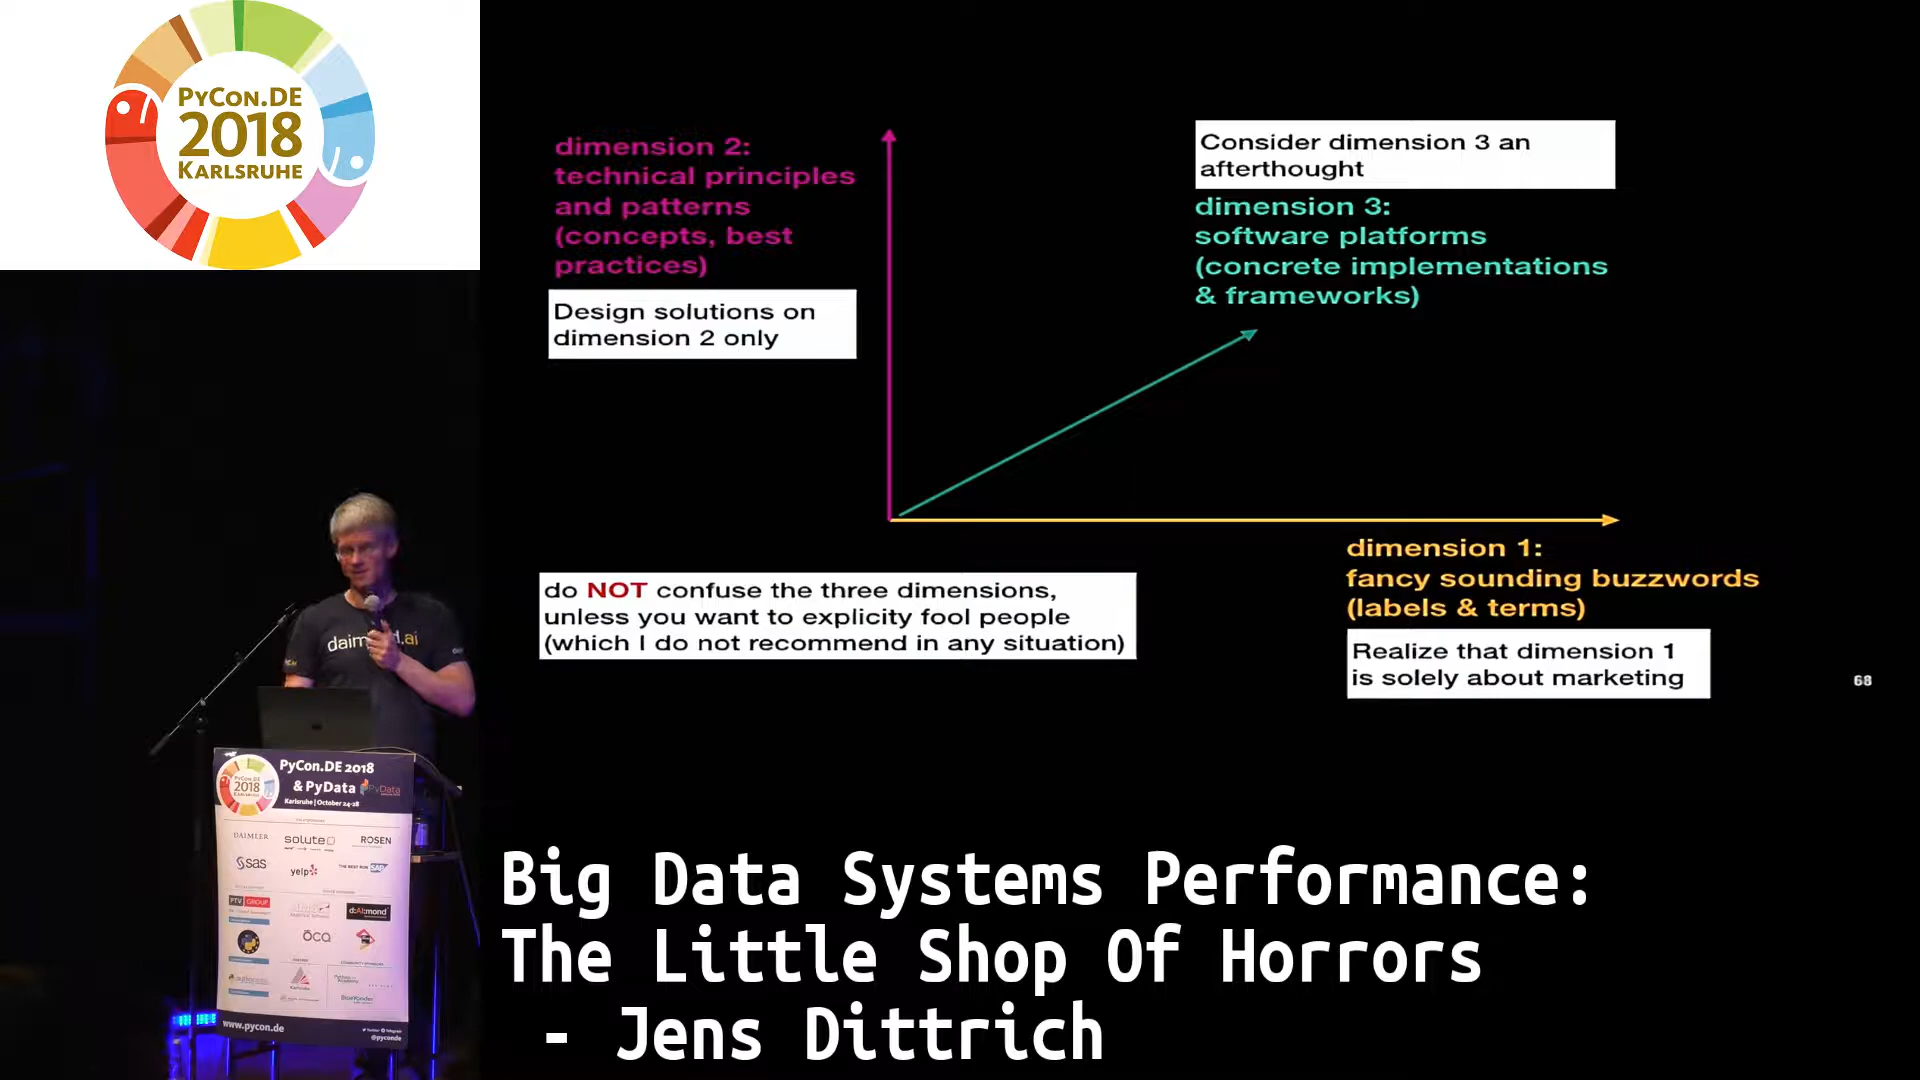 PYCON.DE
2018
KARLSRUHE
dimension 2:
technical principles
and patterns
(concepts, best
practices)
Design solutions on
dimension 2 only
Consider dimension 3 an
afterthought
dimension 3:
software platforms
(concrete implementations
& frameworks)
do NOT confuse the three dimensions,
unless you want to explicity fool people
(which I do not recommend in any situation)
dimension 1:
fancy sounding buzzwords
(labels & terms)
Realize that dimension 1
is solely about marketing
68
PyCon.DE 2018
& PyData
PyData
Karlsruhe | October 24-28
2018
DAIMLER
solute
ROSEN
sas
yelp
THE BEST RUN SAP
PTV GROUP
d:AI:mond
öca
www.pycon.de
@pyconde
Big Data Systems Performance:
The Little Shop Of Horrors
- Jens Dittrich